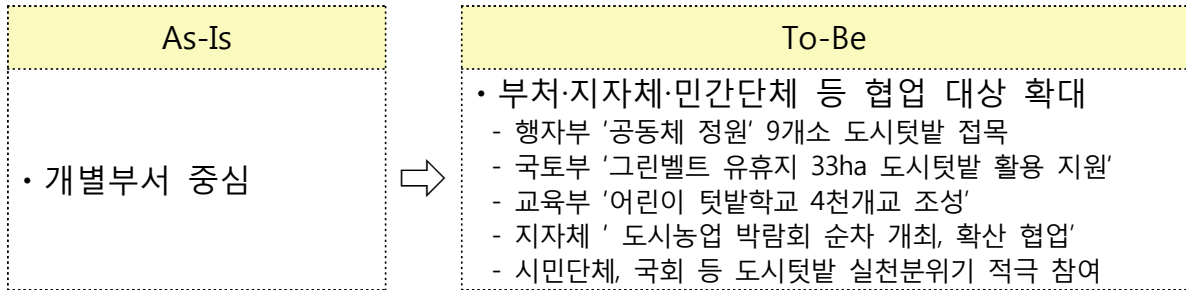 As-Is
To-Be
• 개별부서 중심
• 부처·지자체·민간단체 등 협업 대상 확대
- 행자부 '공동체 정원' 9개소 도시텃밭 접목
- 국토부 '그린벨트 유휴지 33ha 도시텃밭 활용 지원'
- 교육부 '어린이 텃밭학교 4천개교 조성'
- 지자체 ' 도시농업 박람회 순차 개최, 확산 협업'
- 시민단체, 국회 등 도시텃밭 실천분위기 적극 참여